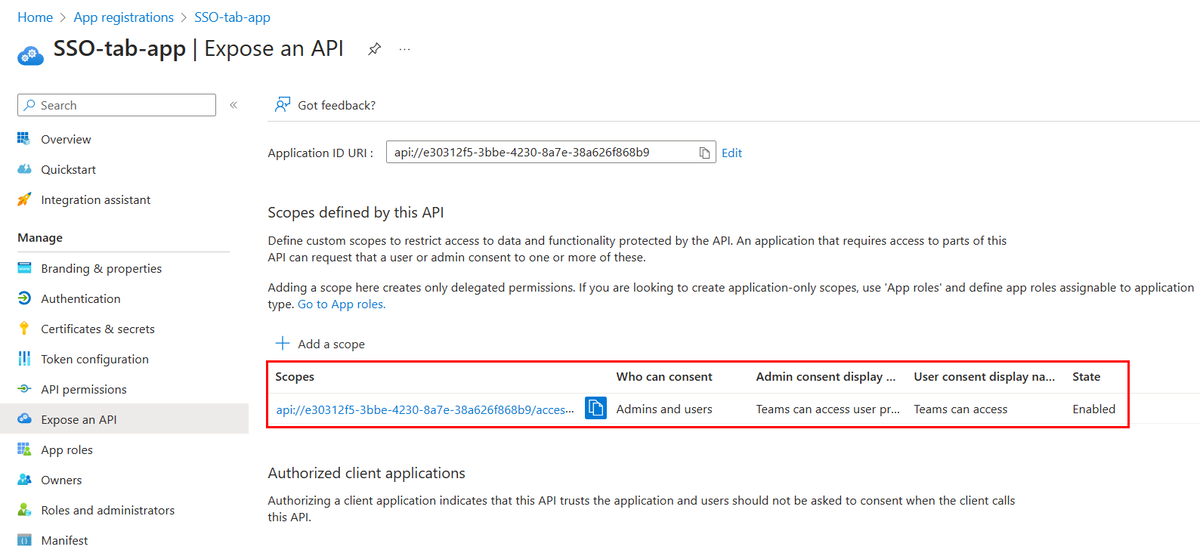 Home > App registrations > SSO-tab-app
SSO-tab-app | Expose an API ...
Search «
Overview
Quickstart
Integration assistant
Manage
Branding & properties
Authentication
Certificates & secrets
Token configuration
API permissions
Expose an API
App roles
Owners
Roles and administrators
Manifest
Got feedback?
Application ID URI : api://e30312f5-3bbe-4230-8a7e-38a626f868b9 Edit
Scopes defined by this API
Define custom scopes to restrict access to data and functionality protected by the API. An application that requires access to parts of this
API can request that a user or admin consent to one or more of these.
Adding a scope here creates only delegated permissions. If you are looking to create application-only scopes, use 'App roles' and define app roles assignable to application
type. Go to App roles.
+ Add a scope
Scopes Who can consent Admin consent display ... User consent display na... State
api://e30312f5-3bbe-4230-8a7e-38a626f868b9/acces... Admins and users Teams can access user pr... Teams can access Enabled
Authorized client applications
Authorizing a client application indicates that this API trusts the application and users should not be asked to consent when the client calls
this API.